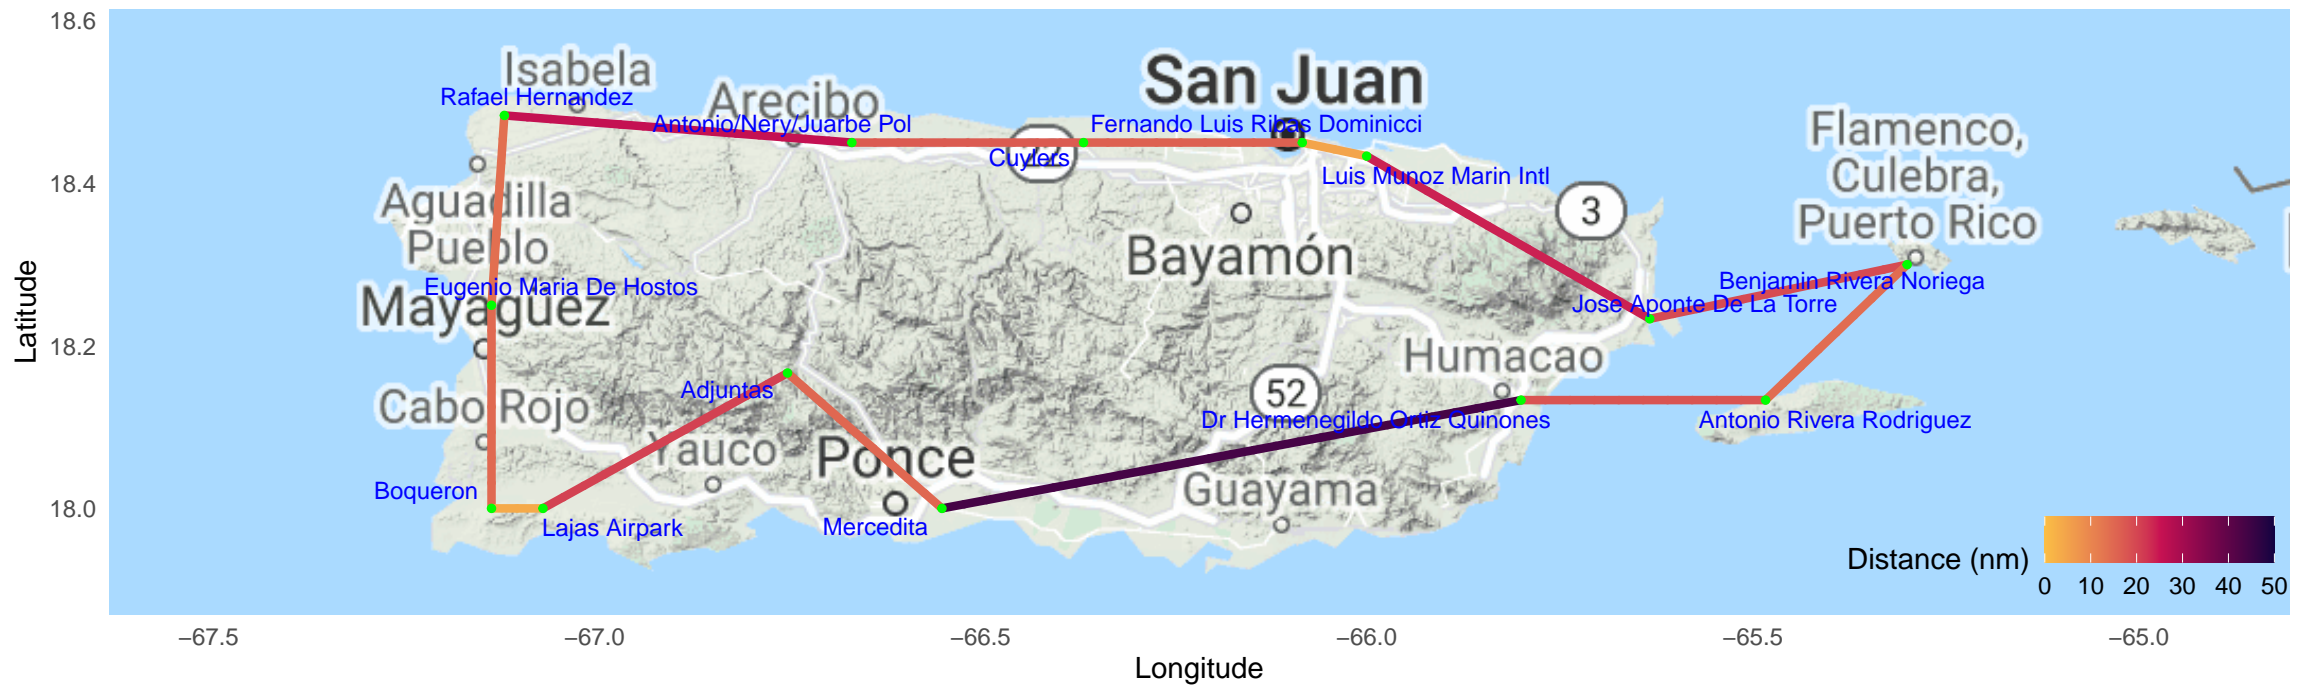 18.6
18.4
18.2
18.0
Latitude
Isabela
Rafael Hernandez
Arecibo
Antonio/Nery/Juarbe Pol
San Juan
Fernando Luis Ribas Dominicci
Cuylers
22
Luis Munoz Marin Intl
Flamenco,
Culebra,
Puerto Rico
3
Aguadilla
Pueblo
Bayamón
Eugenio Maria De Hostos
Mayagüez
Benjamin Rivera Noriega
Jose Aponte De La Torre
Humacao
Adjuntas
52
Cabo Rojo
Dr Hermenegildo Ortiz Quinones
Antonio Rivera Rodriguez
Yauco
Ponce
Boqueron
Guayama
Lajas Airpark
Mercedita
Distance (nm)
0 10 20 30 40 50
−67.5 −67.0 −66.5 −66.0 −65.5 −65.0
Longitude